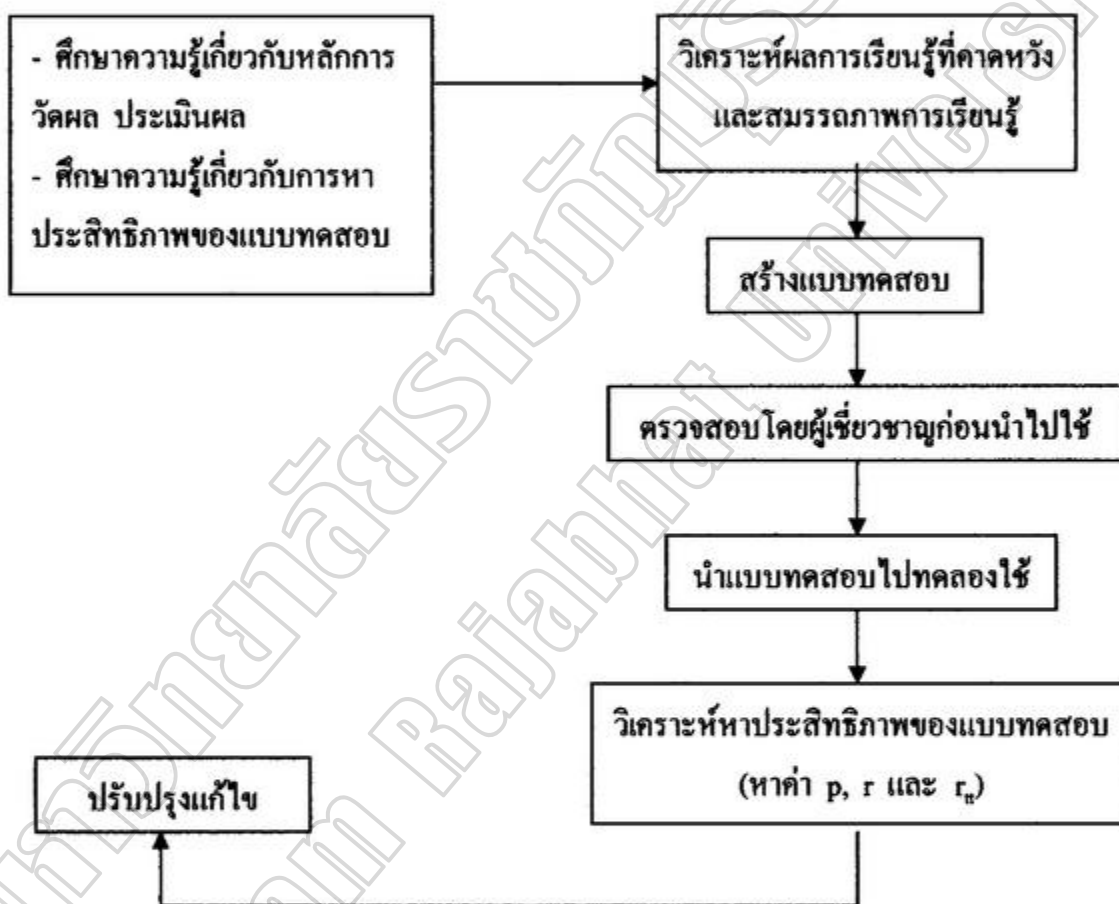 - ศึกษาความรู้เกี่ยวกับหลักการ
วัดผล ประเมินผล
- ศึกษาความรู้เกี่ยวกับการหา
ประสิทธิภาพของแบบทดสอบ
วิเคราะห์ผลการเรียนรู้ที่คาดหวัง
และสมรรถภาพการเรียนรู้
สร้างแบบทดสอบ
ตรวจสอบโดยผู้เชี่ยวชาญก่อนนำไปใช้
นำแบบทดสอบไปทดลองใช้
วิเคราะห์หาประสิทธิภาพของแบบทดสอบ
(หาค่า p, r และ rₜₜ)
ปรับปรุงแก้ไข
Rajabhat